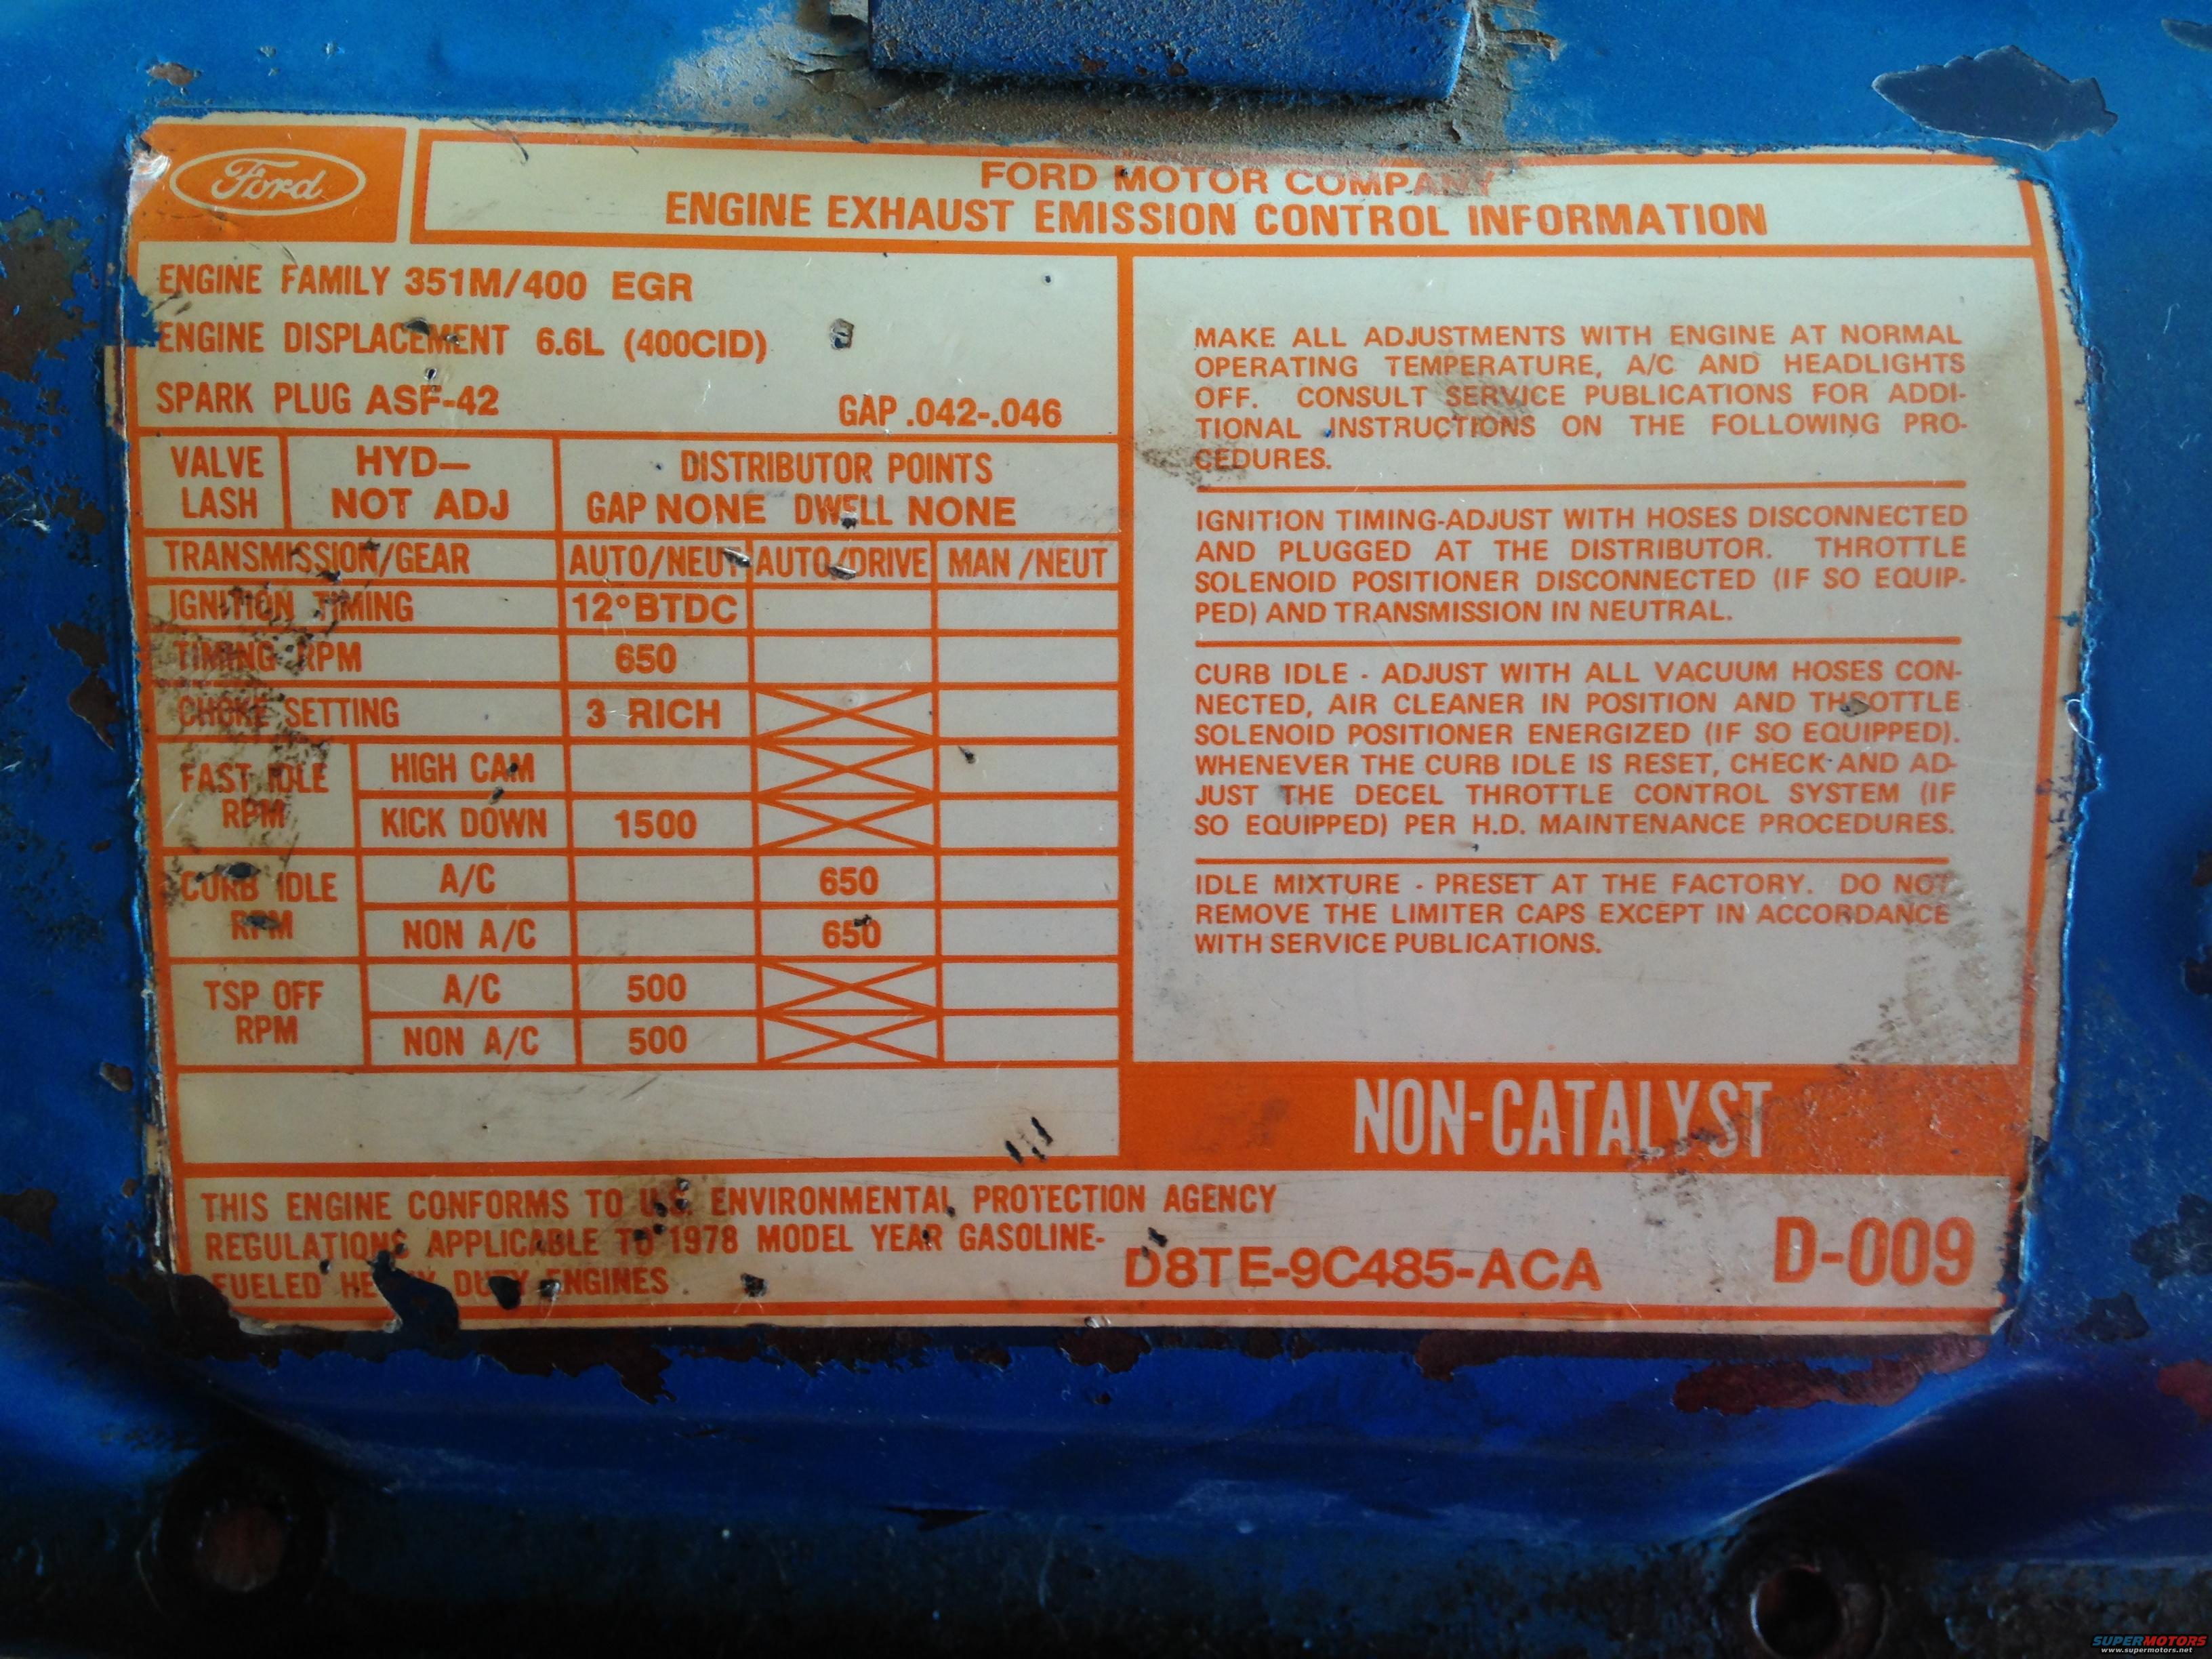 Ford
FORD MOTOR COMPANY
ENGINE EXHAUST EMISSION CONTROL INFORMATION
ENGINE FAMILY 351M/400 EGR
ENGINE DISPLACEMENT 6.6L (400CID)
SPARK PLUG ASF-42 GAP .042-.046
VALVE LASH HYD— NOT ADJ
DISTRIBUTOR POINTS
GAP NONE DWELL NONE
TRANSMISSION/GEAR AUTO/NEUT AUTO/DRIVE MAN /NEUT
IGNITION TIMING 12°BTDC
TIMING RPM 650
CHOKE SETTING 3 RICH
FAST IDLE RPM
HIGH CAM
KICK DOWN 1500
CURB IDLE RPM
A/C 650
NON A/C 650
TSP OFF RPM
A/C 500
NON A/C 500
MAKE ALL ADJUSTMENTS WITH ENGINE AT NORMAL
OPERATING TEMPERATURE, A/C AND HEADLIGHTS
OFF. CONSULT SERVICE PUBLICATIONS FOR ADDI-
TIONAL INSTRUCTIONS ON THE FOLLOWING PRO-
CEDURES.
IGNITION TIMING-ADJUST WITH HOSES DISCONNECTED
AND PLUGGED AT THE DISTRIBUTOR. THROTTLE
SOLENOID POSITIONER DISCONNECTED (IF SO EQUIP-
PED) AND TRANSMISSION IN NEUTRAL.
CURB IDLE - ADJUST WITH ALL VACUUM HOSES CON-
NECTED, AIR CLEANER IN POSITION AND THROTTLE
SOLENOID POSITIONER ENERGIZED (IF SO EQUIPPED).
WHENEVER THE CURB IDLE IS RESET, CHECK AND AD-
JUST THE DECEL THROTTLE CONTROL SYSTEM (IF
SO EQUIPPED) PER H.D. MAINTENANCE PROCEDURES.
IDLE MIXTURE - PRESET AT THE FACTORY. DO NOT
REMOVE THE LIMITER CAPS EXCEPT IN ACCORDANCE
WITH SERVICE PUBLICATIONS.
NON-CATALYST
THIS ENGINE CONFORMS TO U.S. ENVIRONMENTAL PROTECTION AGENCY
REGULATIONS APPLICABLE TO 1978 MODEL YEAR GASOLINE-
FUELED HEAVY DUTY ENGINES
D8TE-9C485-ACA
D-009
SUPERMOTORS
www.supermotors.net